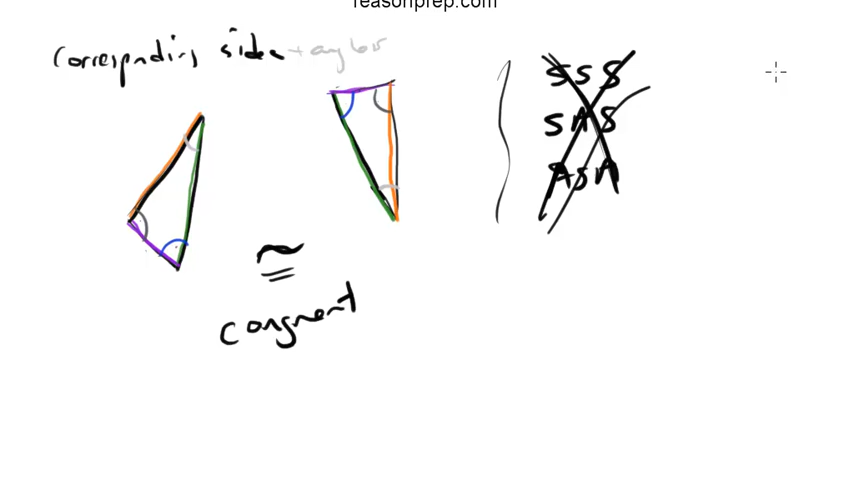 reasonprep.com
corresponding sides + angles
SSS
SAS
ASA
≅
congruent